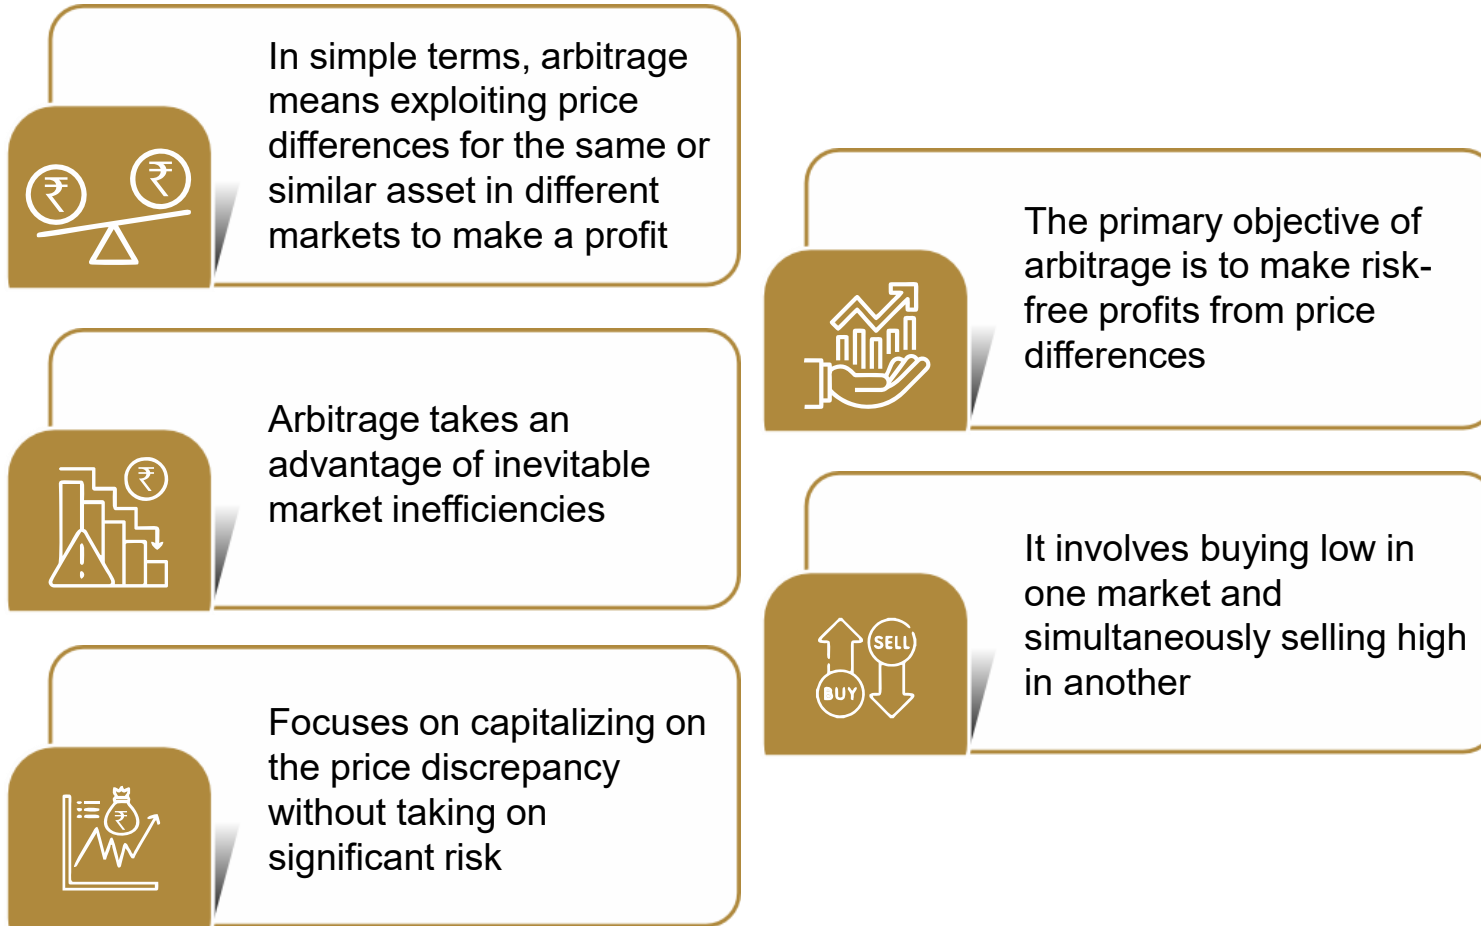 In simple terms, arbitrage
means exploiting price
differences for the same or
similar asset in different
markets to make a profit
₹
₹
The primary objective of
arbitrage is to make risk-
free profits from price
differences
Arbitrage takes an
advantage of inevitable
market inefficiencies
₹
It involves buying low in
one market and
simultaneously selling high
in another
SELL
BUY
Focuses on capitalizing on
the price discrepancy
without taking on
significant risk
₹